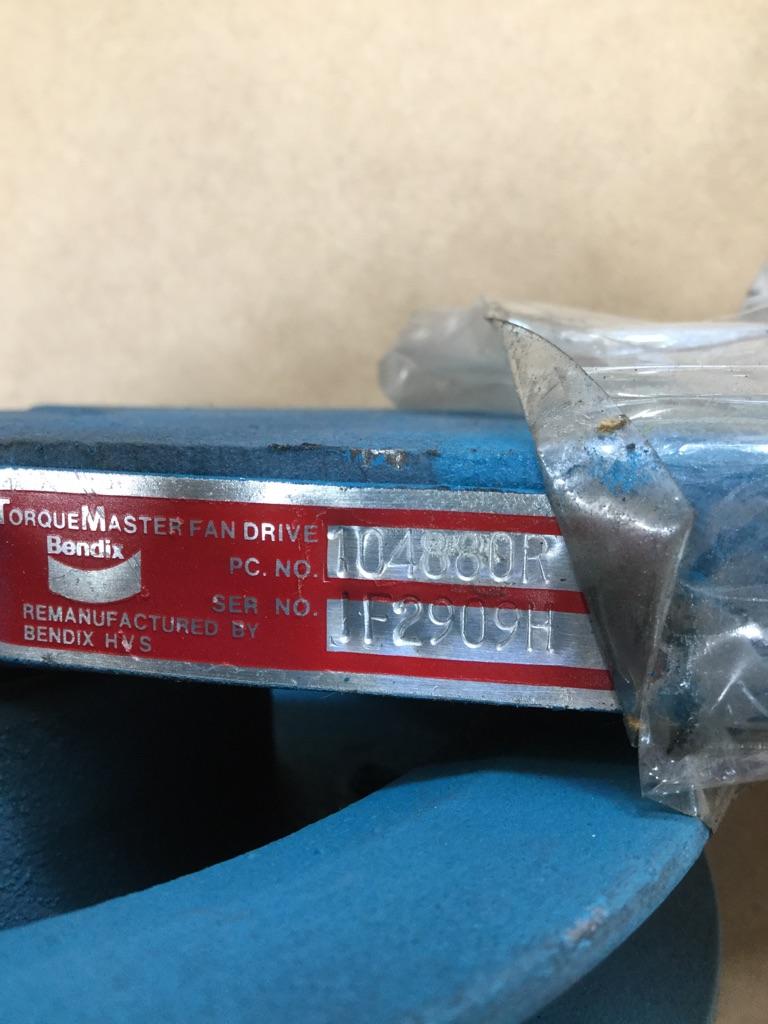 TORQUEMASTER FAN DRIVE
Bendix
PC. NO. 104880R
SER NO. JF2909H
REMANUFACTURED BY
BENDIX HVS